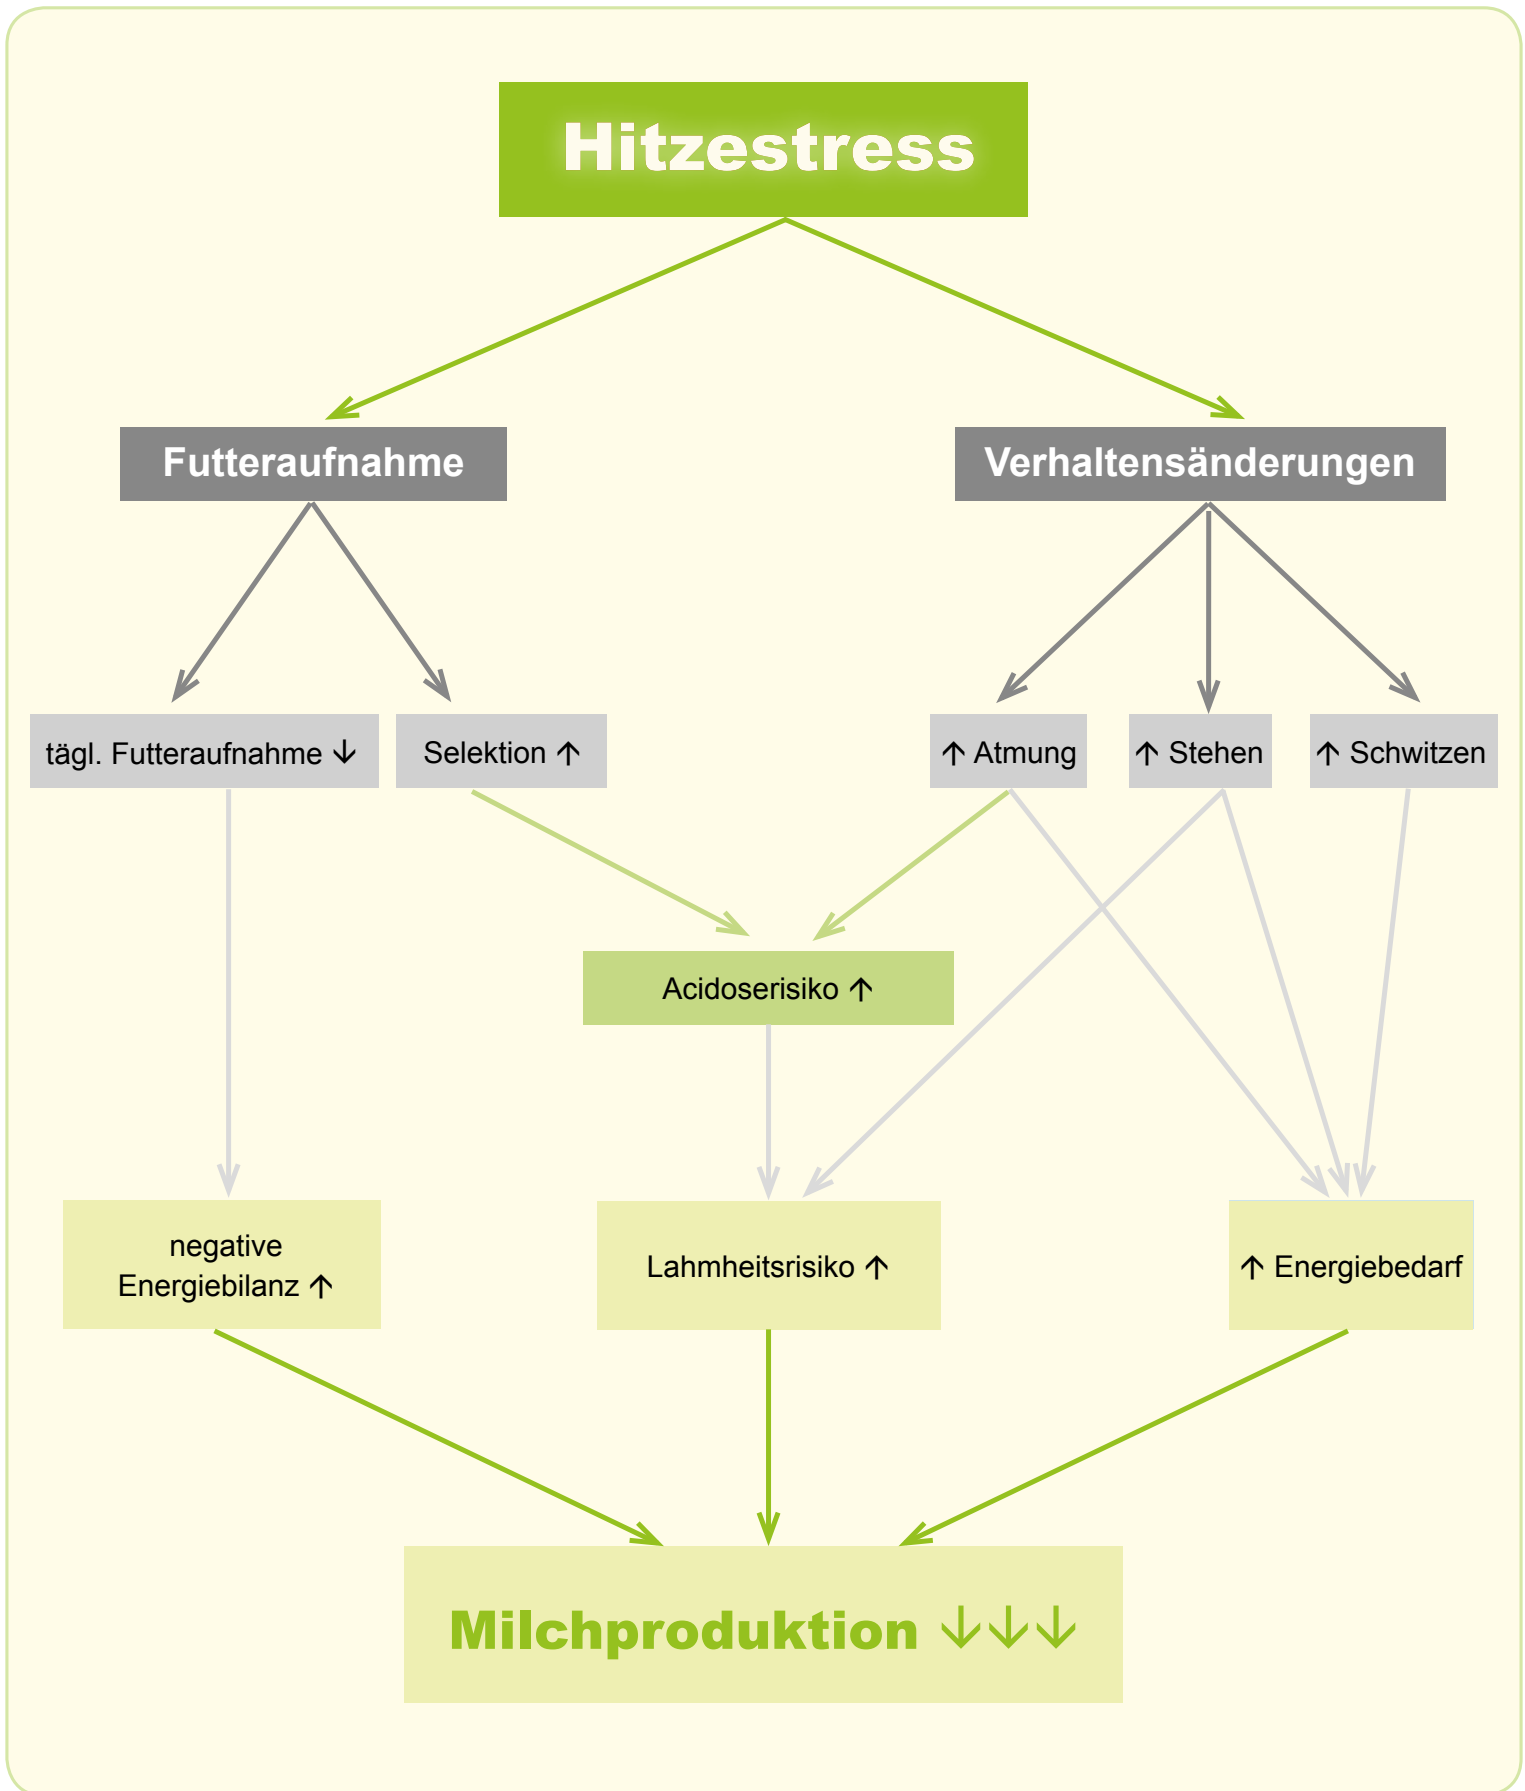 Hitzestress
Futteraufnahme
Verhaltensänderungen
tägl. Futteraufnahme ↓
Selektion ↑
↑ Atmung
↑ Stehen
↑ Schwitzen
Acidoserisiko ↑
negative
Energiebilanz ↑
Lahmheitsrisiko ↑
↑ Energiebedarf
Milchproduktion ↓↓↓